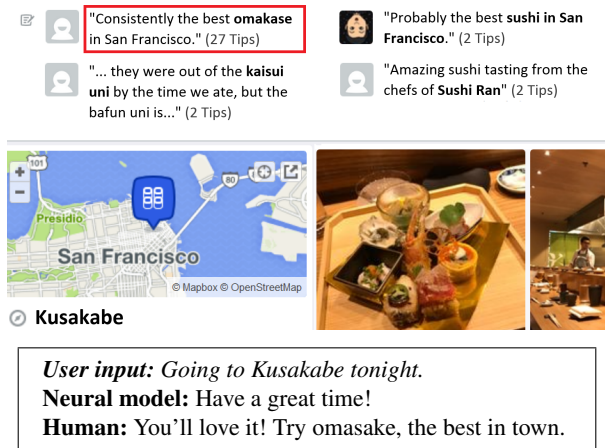 "Consistently the best omakase
in San Francisco." (27 Tips)
"... they were out of the kaisui
uni by the time we ate, but the
bafun uni is..." (2 Tips)
"Probably the best sushi in San
Francisco." (2 Tips)
"Amazing sushi tasting from the
chefs of Sushi Ran" (2 Tips)
101
80
+
−
Presidio
San Francisco
© Mapbox © OpenStreetMap
Kusakabe
User input: Going to Kusakabe tonight.
Neural model: Have a great time!
Human: You'll love it! Try omasake, the best in town.